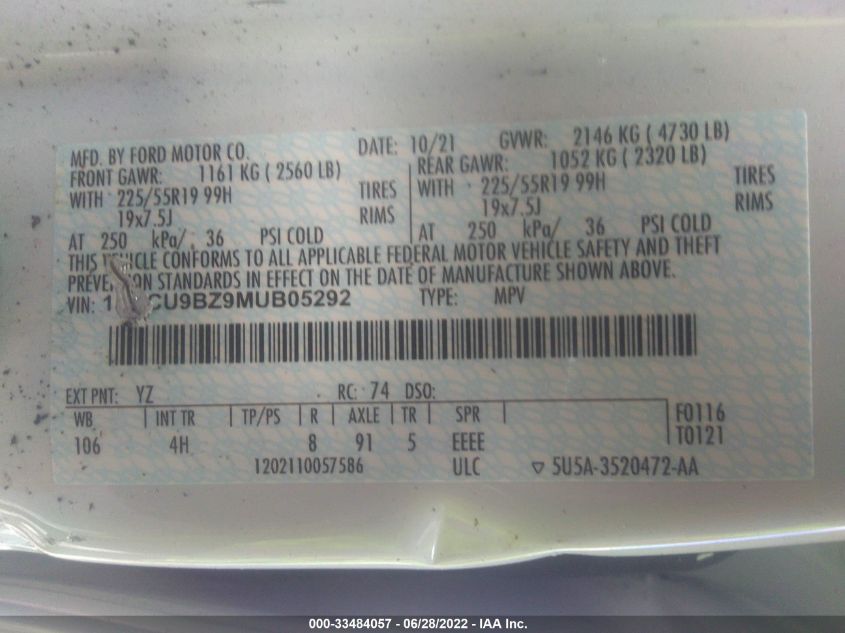 MFD. BY FORD MOTOR CO. DATE: 10/21 GVWR: 2146 KG ( 4730 LB)
FRONT GAWR: 1161 KG ( 2560 LB) REAR GAWR: 1052 KG ( 2320 LB)
WITH 225/55R19 99H TIRES WITH 225/55R19 99H TIRES
19x7.5J RIMS 19x7.5J RIMS
AT 250 kPa/ 36 PSI COLD AT 250 kPa/ 36 PSI COLD
THIS VEHICLE CONFORMS TO ALL APPLICABLE FEDERAL MOTOR VEHICLE SAFETY AND THEFT
PREVENTION STANDARDS IN EFFECT ON THE DATE OF MANUFACTURE SHOWN ABOVE.
VIN: TYPE: MPV
EXT PNT: YZ RC: 74 DSO:
WB INT TR TP/PS R AXLE TR SPR F0116
106 4H 8 91 5 EEEE T0121
1202110057586 ULC ▽ 5U5A-3520472-AA
000-33484057 - 06/28/2022 - IAA Inc.